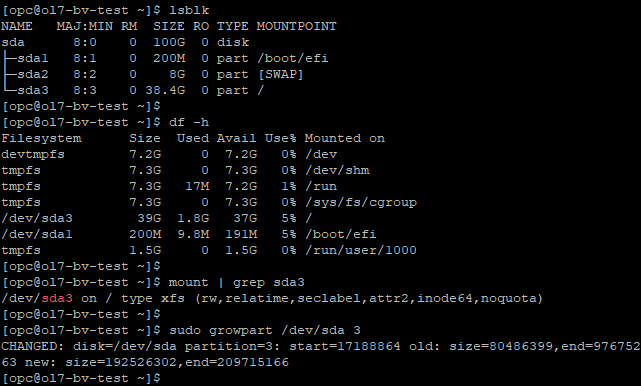 [opc@ol7-bv-test ~]$ lsblk
NAME   MAJ:MIN RM  SIZE RO TYPE MOUNTPOINT
sda      8:0    0  100G  0 disk
├─sda1   8:1    0  200M  0 part /boot/efi
├─sda2   8:2    0    8G  0 part [SWAP]
└─sda3   8:3    0 38.4G  0 part /
[opc@ol7-bv-test ~]$
[opc@ol7-bv-test ~]$ df -h
Filesystem      Size  Used Avail Use% Mounted on
devtmpfs        7.2G     0  7.2G   0% /dev
tmpfs           7.3G     0  7.3G   0% /dev/shm
tmpfs           7.3G   17M  7.2G   1% /run
tmpfs           7.3G     0  7.3G   0% /sys/fs/cgroup
/dev/sda3        39G  1.8G   37G   5% /
/dev/sda1       200M  9.8M  191M   5% /boot/efi
tmpfs           1.5G     0  1.5G   0% /run/user/1000
[opc@ol7-bv-test ~]$
[opc@ol7-bv-test ~]$ mount | grep sda3
/dev/sda3 on / type xfs (rw,relatime,seclabel,attr2,inode64,noquota)
[opc@ol7-bv-test ~]$
[opc@ol7-bv-test ~]$ sudo growpart /dev/sda 3
CHANGED: disk=/dev/sda partition=3: start=17188864 old: size=80486399,end=976752
63 new: size=192526302,end=209715166
[opc@ol7-bv-test ~]$